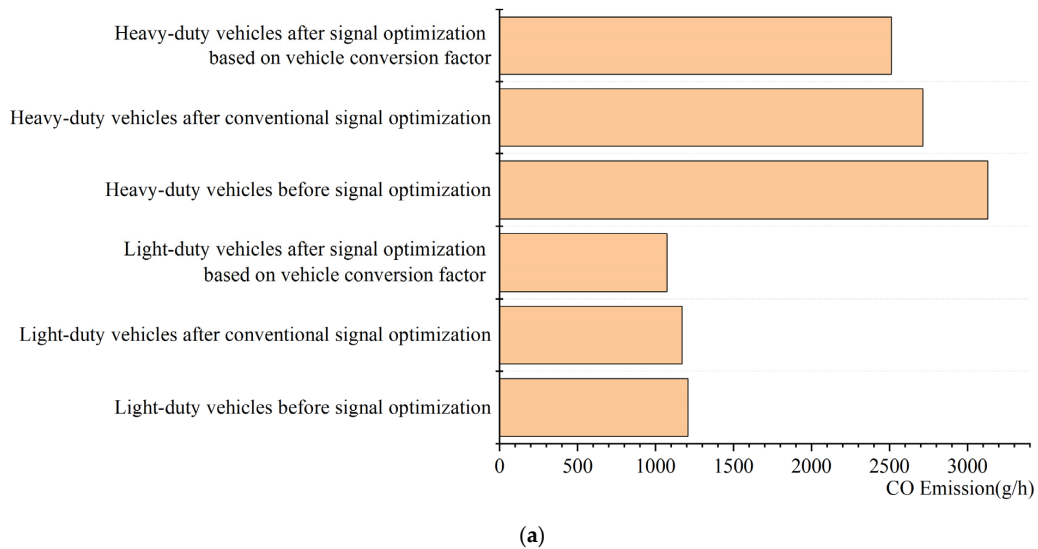 Heavy-duty vehicles after signal optimization
based on vehicle conversion factor
Heavy-duty vehicles after conventional signal optimization
Heavy-duty vehicles before signal optimization
Light-duty vehicles after signal optimization
based on vehicle conversion factor
Light-duty vehicles after conventional signal optimization
Light-duty vehicles before signal optimization
0 500 1000 1500 2000 2500 3000
CO Emission(g/h)
(a)